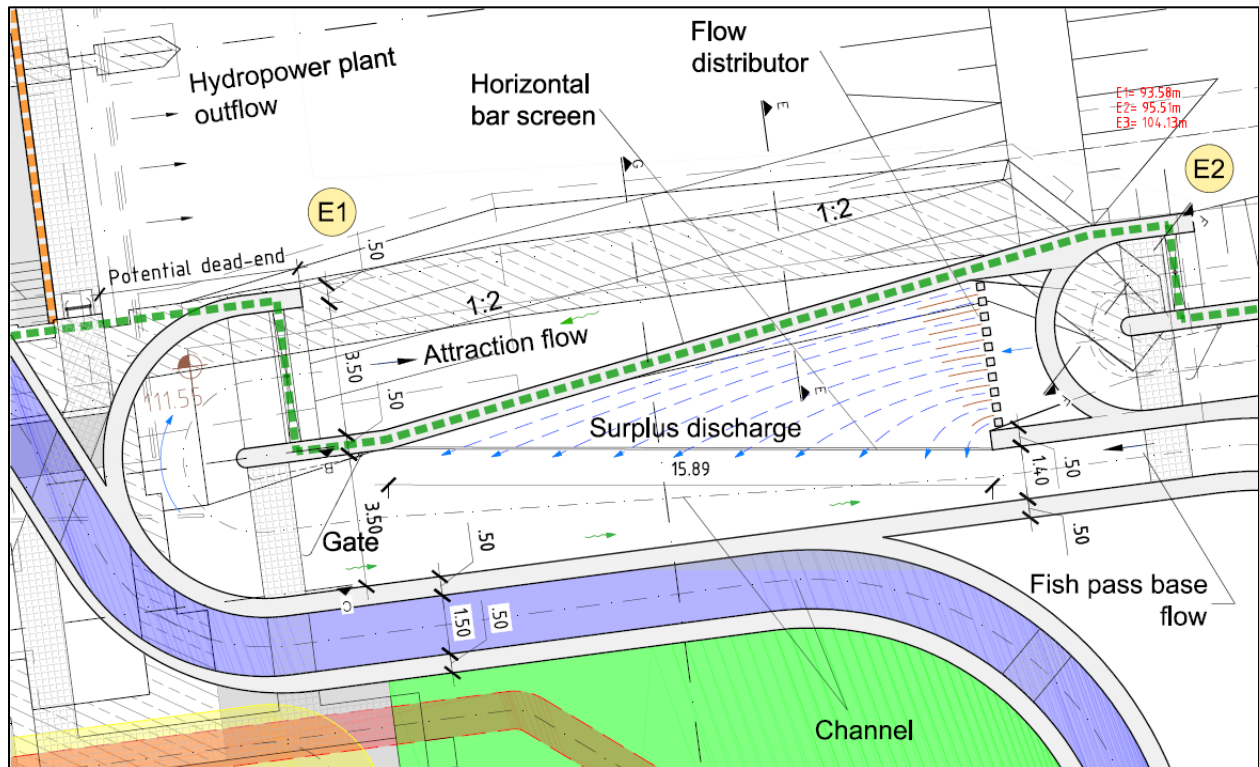 Hydropower plant
outflow
Horizontal
bar screen
Flow
distributor
E1= 93.58m
E2= 95.51m
E3= 104.13m
E
G
E1
E2
F
.50
1:2
Potential dead-end
1:2
Attraction flow
3.50
.50
111.55
E
F
Surplus discharge
B
15.89
.50
1.40
.50
3.50
Gate
.50
C
1.50
.50
Fish pass base
flow
Channel